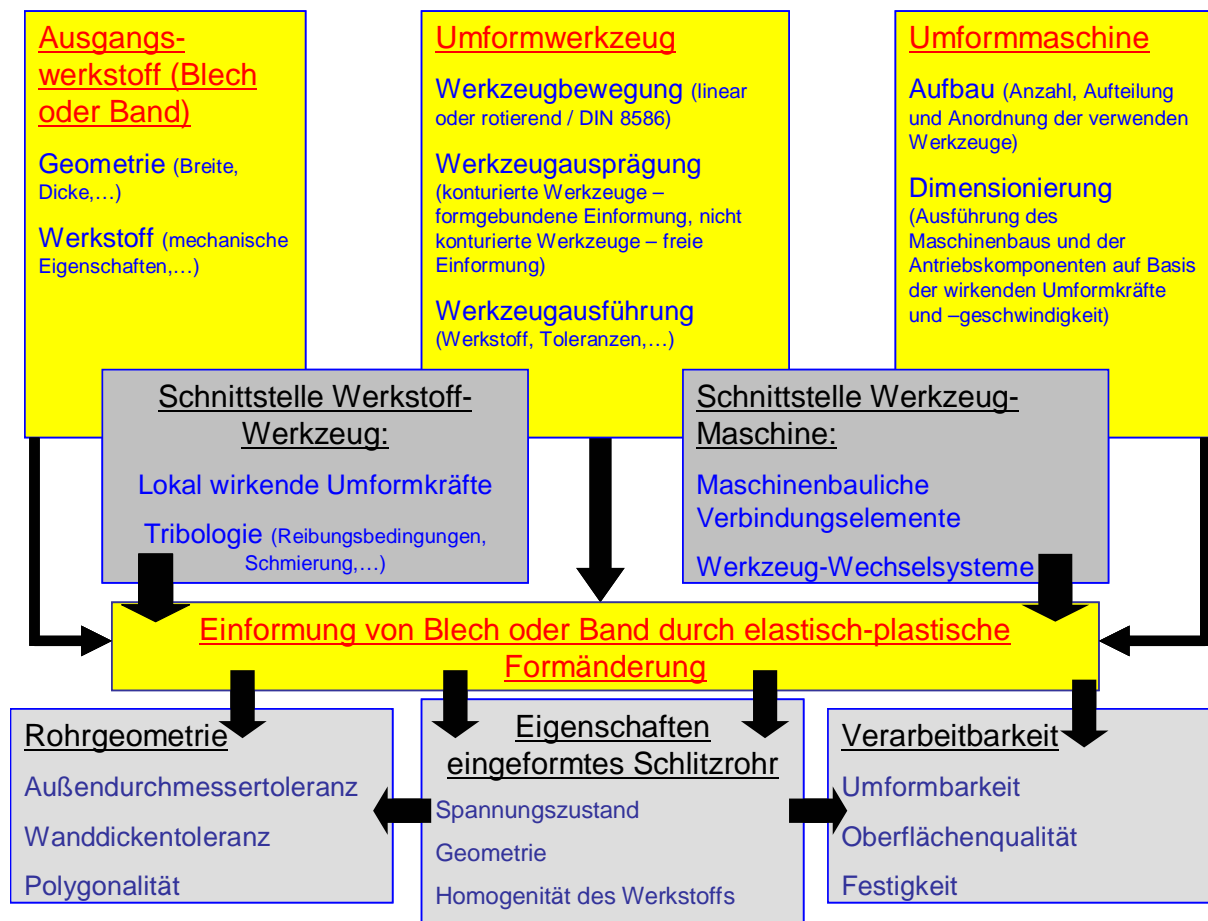 Ausgangs-
werkstoff (Blech
oder Band)
Geometrie (Breite,
Dicke,…)
Werkstoff (mechanische
Eigenschaften,…)
Umformwerkzeug
Werkzeugbewegung (linear
oder rotierend / DIN 8586)
Werkzeugausprägung
(konturierte Werkzeuge –
formgebundene Einformung, nicht
konturierte Werkzeuge – freie
Einformung)
Werkzeugausführung
(Werkstoff, Toleranzen,…)
Umformmaschine
Aufbau (Anzahl, Aufteilung
und Anordnung der verwenden
Werkzeuge)
Dimensionierung
(Ausführung des
Maschinenbaus und der
Antriebskomponenten auf Basis
der wirkenden Umformkräfte
und –geschwindigkeit)
Schnittstelle Werkstoff-
Werkzeug:
Lokal wirkende Umformkräfte
Tribologie (Reibungsbedingungen,
Schmierung,…)
Schnittstelle Werkzeug-
Maschine:
Maschinenbauliche
Verbindungselemente
Werkzeug-Wechselsysteme
Einformung von Blech oder Band durch elastisch-plastische
Formänderung
Rohrgeometrie
Außendurchmessertoleranz
Wanddickentoleranz
Polygonalität
Eigenschaften
eingeformtes Schlitzrohr
Spannungszustand
Geometrie
Homogenität des Werkstoffs
Verarbeitbarkeit
Umformbarkeit
Oberflächenqualität
Festigkeit